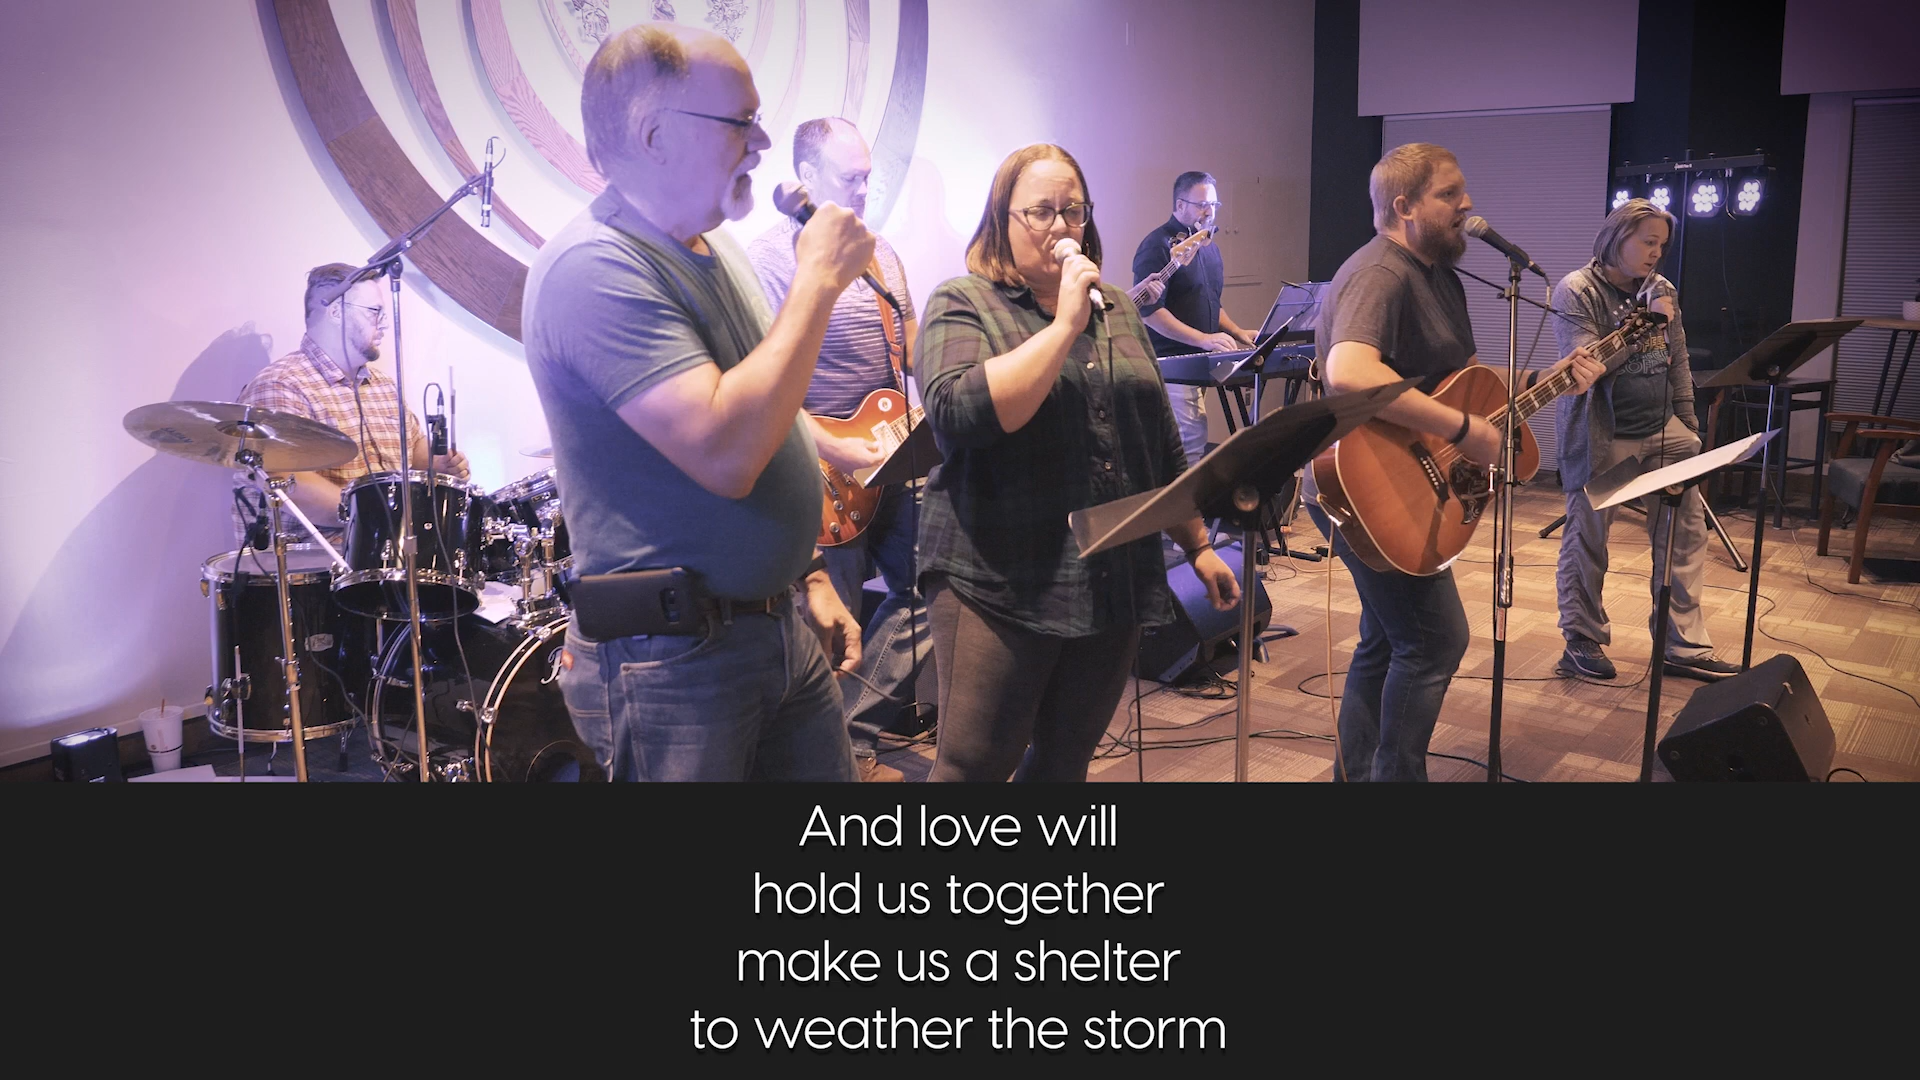 And love will
hold us together
make us a shelter
to weather the storm